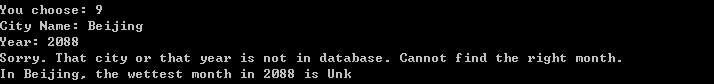 You choose: 9
City Name: Beijing
Year: 2088
Sorry. That city or that year is not in database. Cannot find the right month.
In Beijing, the wettest month in 2088 is Unk